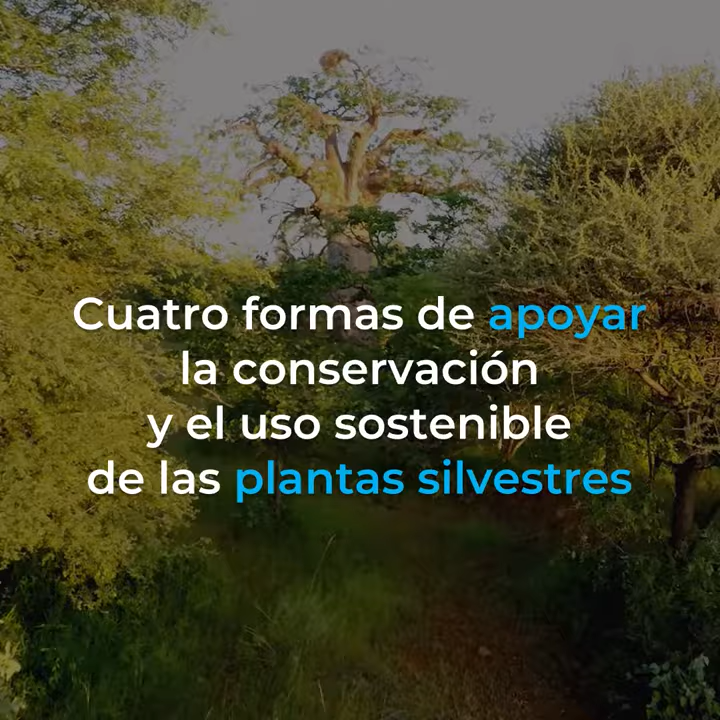 Cuatro formas de apoyar
la conservación
y el uso sostenible
de las plantas silvestres